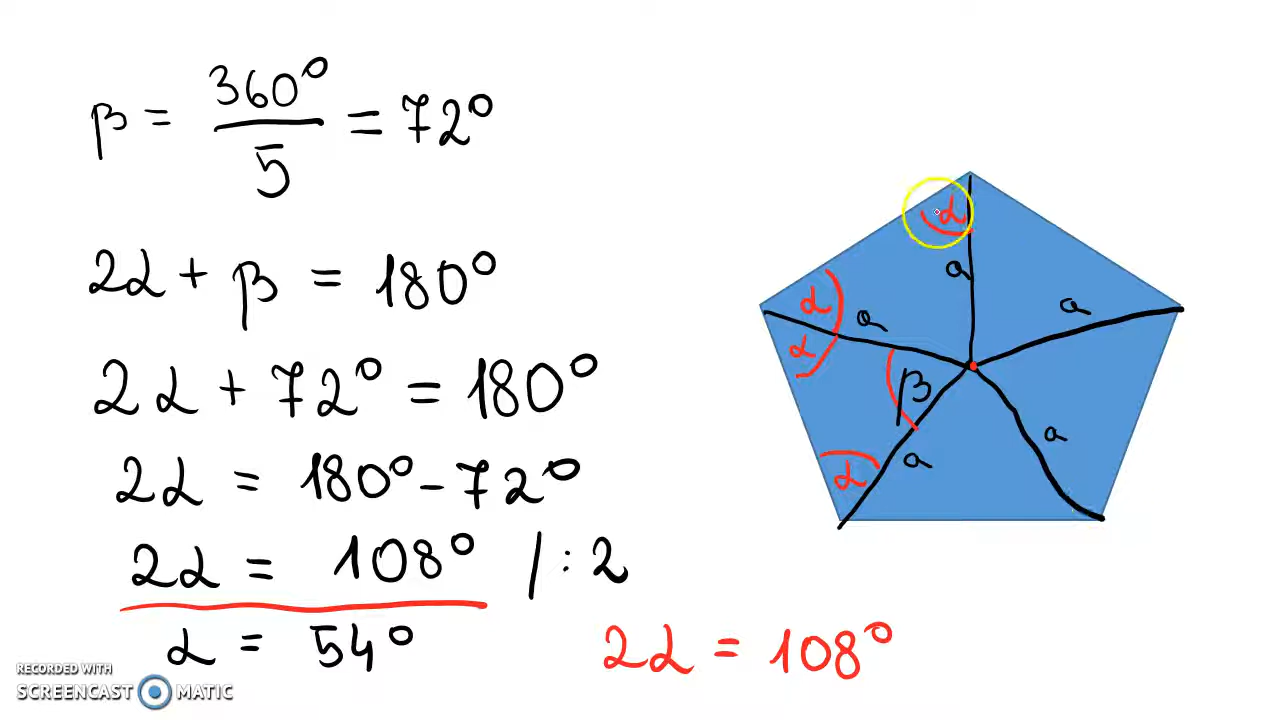 β = 360° / 5 = 72°
2α + β = 180°
2α + 72° = 180°
2α = 180° - 72°
2α = 108° / : 2
α = 54°
2α = 108°
α
a
a
α
a
α
β
a
a
α
RECORDED WITH
SCREENCAST MATIC